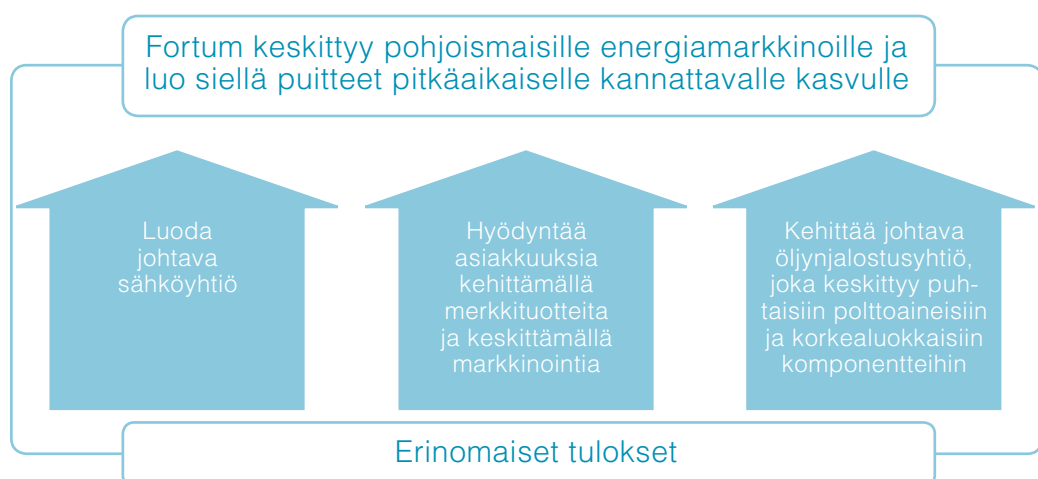 Fortum keskittyy pohjoismaisille energiamarkkinoille ja
luo siellä puitteet pitkäaikaiselle kannattavalle kasvulle
Luoda
johtava
sähköyhtiö
Hyödyntää
asiakkuuksia
kehittämällä
merkkituotteita
ja keskittämällä
markkinointia
Kehittää johtava
öljynjalostusyhtiö,
joka keskittyy puh-
taisiin polttoaineisiin
ja korkealuokkaisiin
komponentteihin
Erinomaiset tulokset